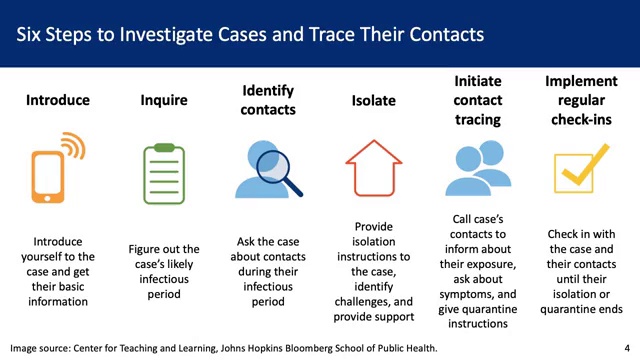 Six Steps to Investigate Cases and Trace Their Contacts
Introduce
Introduce
yourself to the
case and get
their basic
information
Inquire
Figure out the
case's likely
infectious
period
Identify
contacts
Ask the case
about contacts
during their
infectious
period
Isolate
Provide
isolation
instructions to
the case,
identify
challenges, and
provide support
Initiate
contact
tracing
Call case's
contacts to
inform about
their exposure,
ask about
symptoms, and
give quarantine
instructions
Implement
regular
check-ins
Check in with
the case and
their contacts
until their
isolation or
quarantine ends
Image source: Center for Teaching and Learning, Johns Hopkins Bloomberg School of Public Health.
4